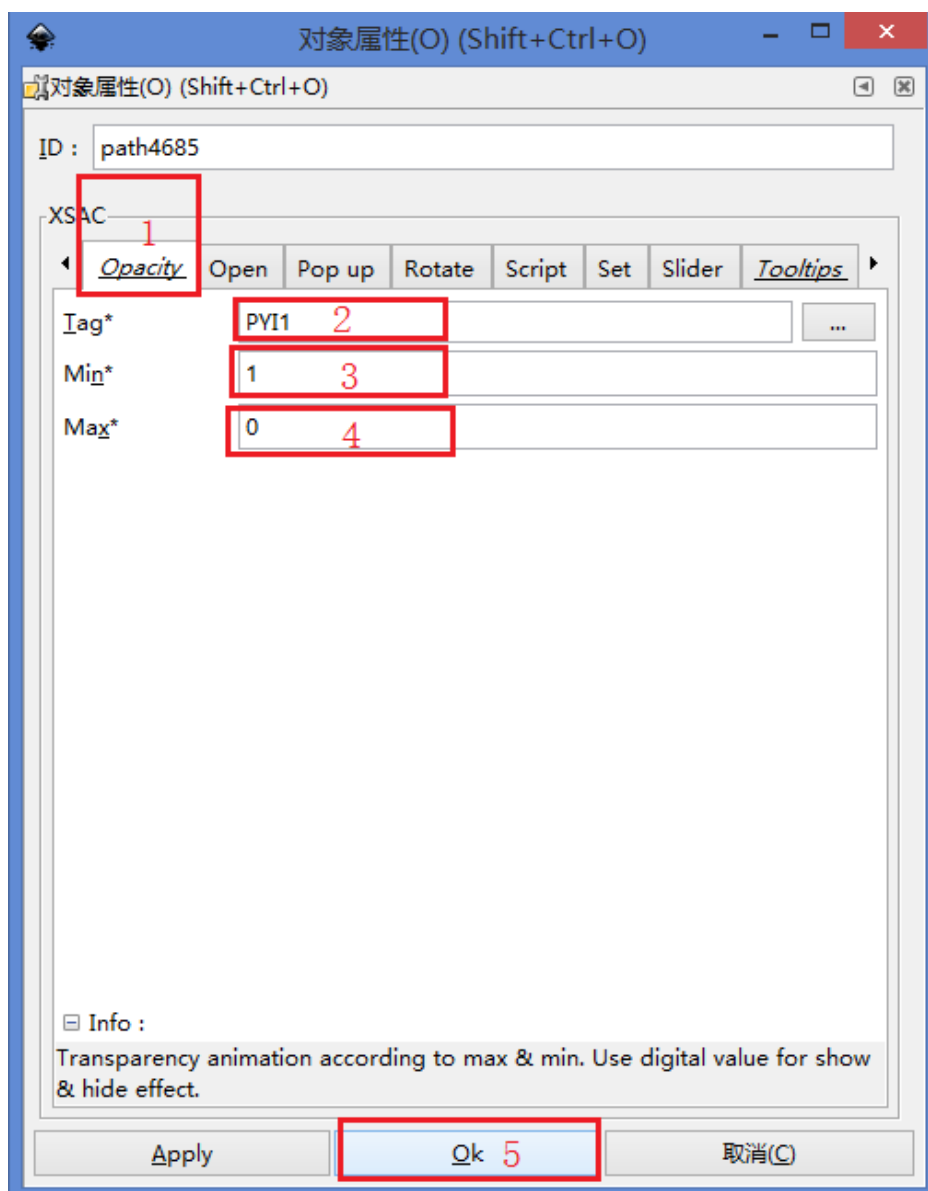 对象属性(O) (Shift+Ctrl+O)
对象属性(O) (Shift+Ctrl+O)
ID : path4685
XSAC
1
Opacity Open Pop up Rotate Script Set Slider Tooltips
Tag* PYI1 2 ...
Min* 1 3
Max* 0 4
Info :
Transparency animation according to max & min. Use digital value for show
& hide effect.
Apply Ok 5 取消(C)